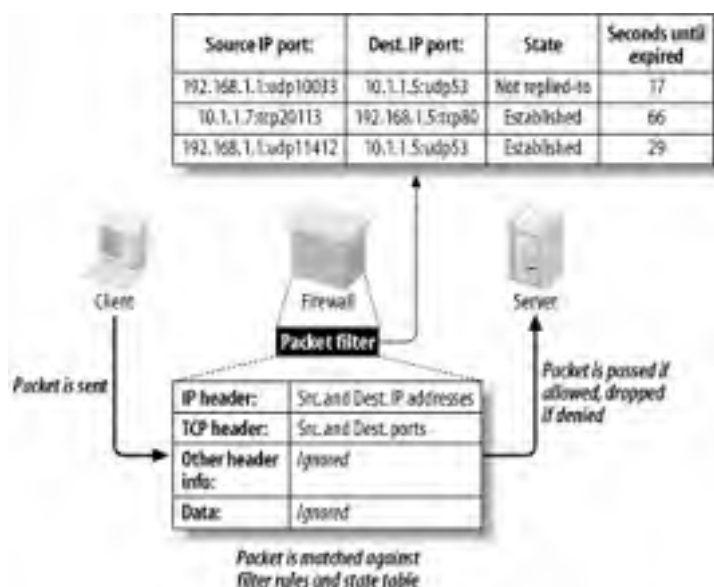 Source IP port: Dest. IP port: State Seconds until expired
192.168.1.1:udp10033 10.1.1.5:udp53 Not replied-to 17
10.1.1.7:tcp20113 192.168.1.5:tcp80 Established 66
192.168.1.1:udp11412 10.1.1.5:udp53 Established 29
Client
Firewall
Server
Packet filter
Packet is sent
Packet is passed if
allowed, dropped
if denied
IP header: Src. and Dest. IP addresses
TCP header: Src. and Dest. ports
Other header info: Ignored
Data: Ignored
Packet is matched against
filter rules and state table